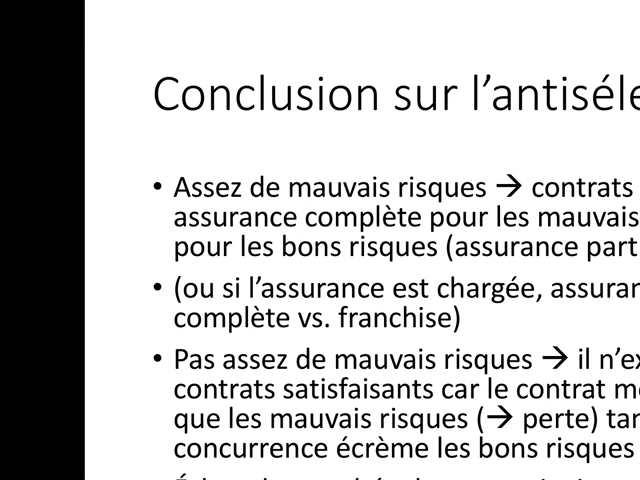 Conclusion sur l’antiséle
• Assez de mauvais risques → contrats
assurance complète pour les mauvais
pour les bons risques (assurance part
• (ou si l’assurance est chargée, assuran
complète vs. franchise)
• Pas assez de mauvais risques → il n’ex
contrats satisfaisants car le contrat m
que les mauvais risques (→ perte) tan
concurrence écrème les bons risques